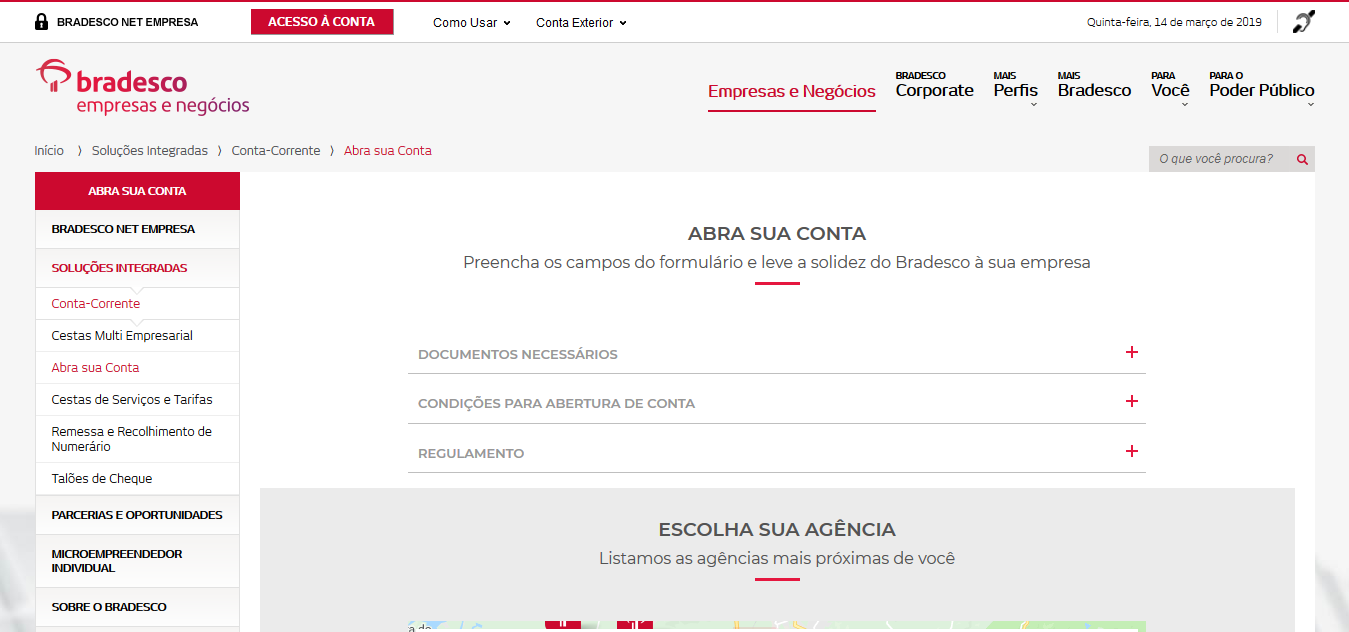 BRADESCO NET EMPRESA
ACESSO À CONTA
Como Usar
Conta Exterior
Quinta-feira, 14 de março de 2019
bradesco
empresas e negócios
Empresas e Negócios
BRADESCO
Corporate
MAIS
Perfis
MAIS
Bradesco
PARA
Você
PARA O
Poder Público
Início ⟩ Soluções Integradas ⟩ Conta-Corrente ⟩ Abra sua Conta
O que você procura?
ABRA SUA CONTA
BRADESCO NET EMPRESA
SOLUÇÕES INTEGRADAS
Conta-Corrente
Cestas Multi Empresarial
Abra sua Conta
Cestas de Serviços e Tarifas
Remessa e Recolhimento de
Numerário
Talões de Cheque
PARCERIAS E OPORTUNIDADES
MICROEMPREENDEDOR
INDIVIDUAL
SOBRE O BRADESCO
ABRA SUA CONTA
Preencha os campos do formulário e leve a solidez do Bradesco à sua empresa
DOCUMENTOS NECESSÁRIOS +
CONDIÇÕES PARA ABERTURA DE CONTA +
REGULAMENTO +
ESCOLHA SUA AGÊNCIA
Listamos as agências mais próximas de você